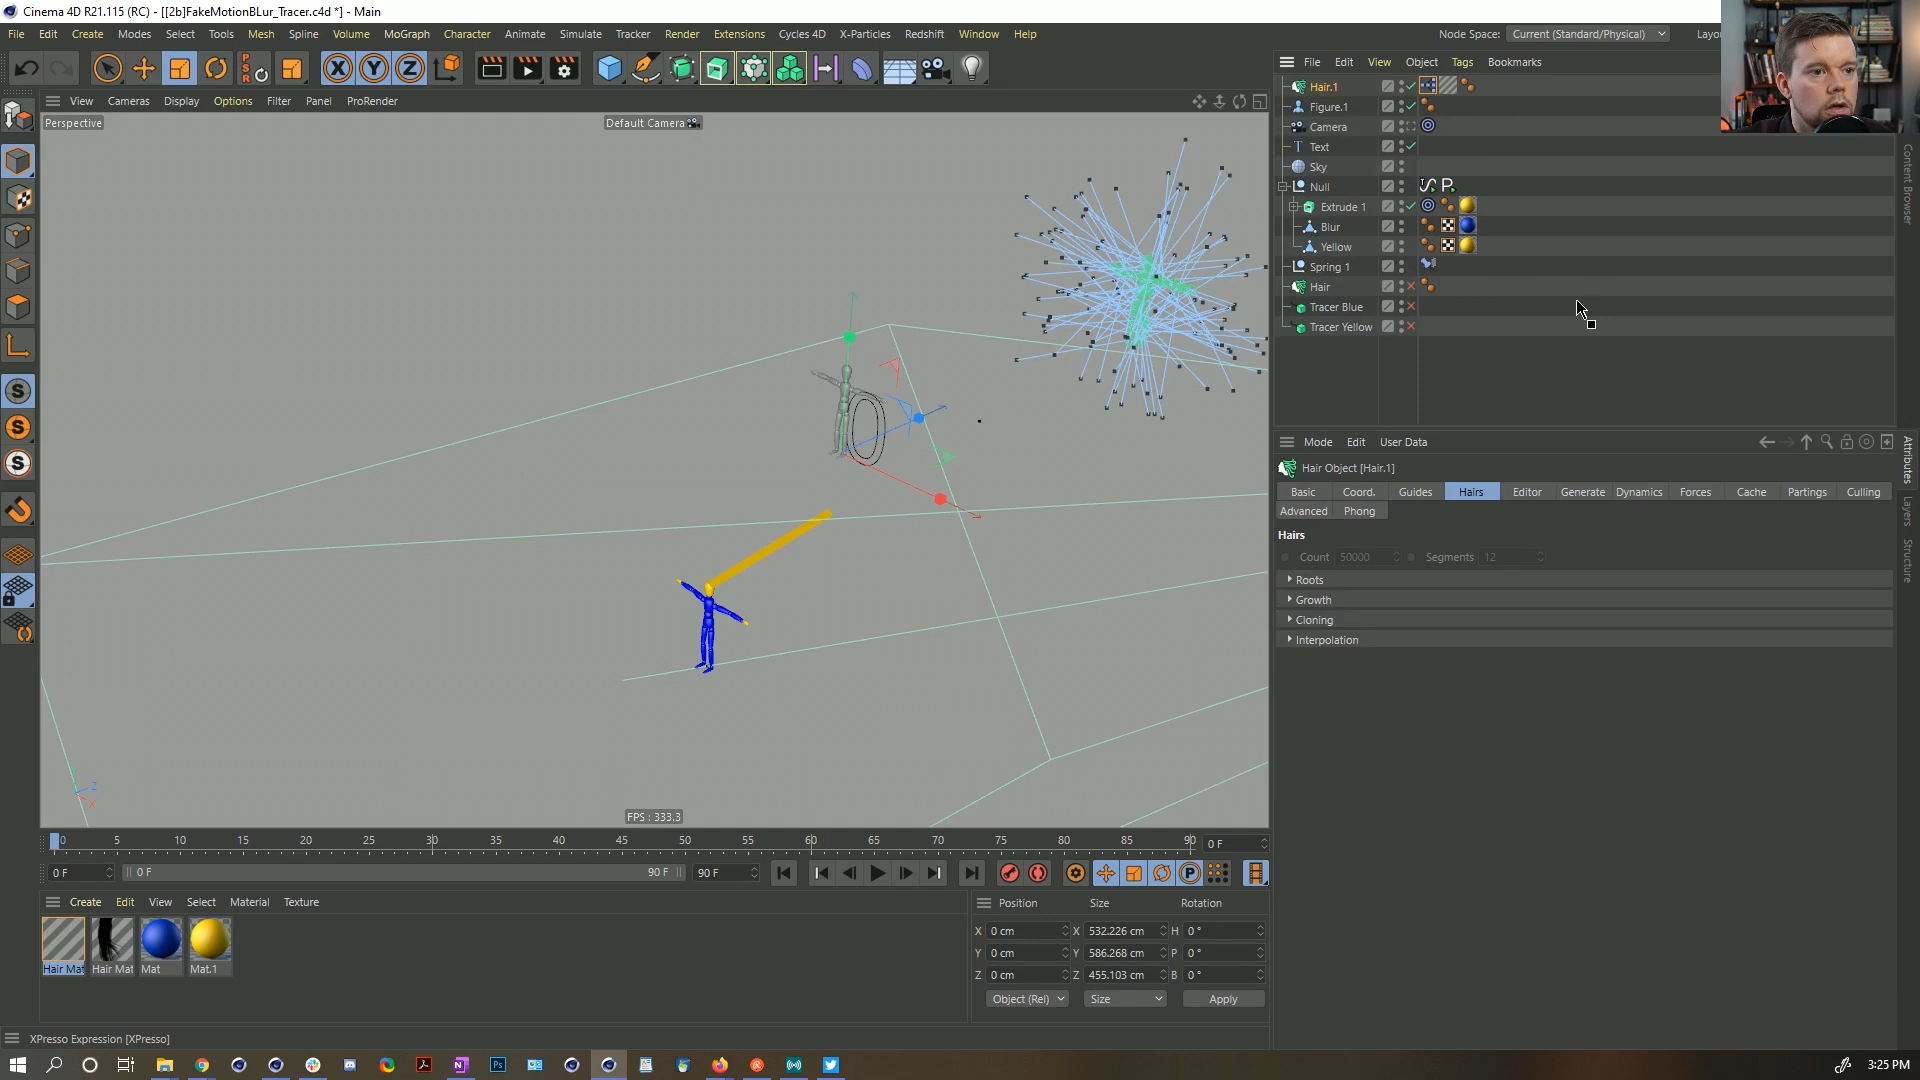 Cinema 4D R21.115 (RC) - [[2b]FakeMotionBLur_Tracer.c4d *] - Main
File Edit Create Modes Select Tools Mesh Spline Volume MoGraph Character Animate Simulate Tracker Render Extensions Cycles 4D X-Particles Redshift Window Help
Node Space: Current (Standard/Physical) Layou
View Cameras Display Options Filter Panel ProRender
Perspective
Default Camera
FPS : 333.3
File Edit View Object Tags Bookmarks
Hair.1
Figure.1
Camera
Text
Sky
Null
Extrude 1
Blur
Yellow
Spring 1
Hair
Tracer Blue
Tracer Yellow
Content Browser
Mode Edit User Data
Hair Object [Hair.1]
Basic Coord. Guides Hairs Editor Generate Dynamics Forces Cache Partings Culling
Advanced Phong
Hairs
Count 50000 Segments 12
Roots
Growth
Cloning
Interpolation
Attributes
Layers
Structure
0 5 10 15 20 25 30 35 40 45 50 55 60 65 70 75 80 85 90 0 F
0 F 0 F 90 F 90 F
Create Edit View Select Material Texture
Hair Mat Hair Mat Mat Mat.1
Position Size Rotation
X 0 cm X 532.226 cm H 0 °
Y 0 cm Y 586.268 cm P 0 °
Z 0 cm Z 455.103 cm B 0 °
Object (Rel) Size Apply
XPresso Expression [XPresso]
3:25 PM